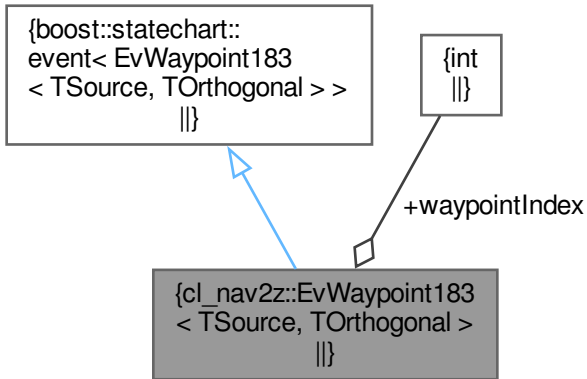 {boost::statechart::
event< EvWaypoint183
< TSource, TOrthogonal > >
||}
{int
||}
+waypointIndex
{cl_nav2z::EvWaypoint183
< TSource, TOrthogonal >
||}